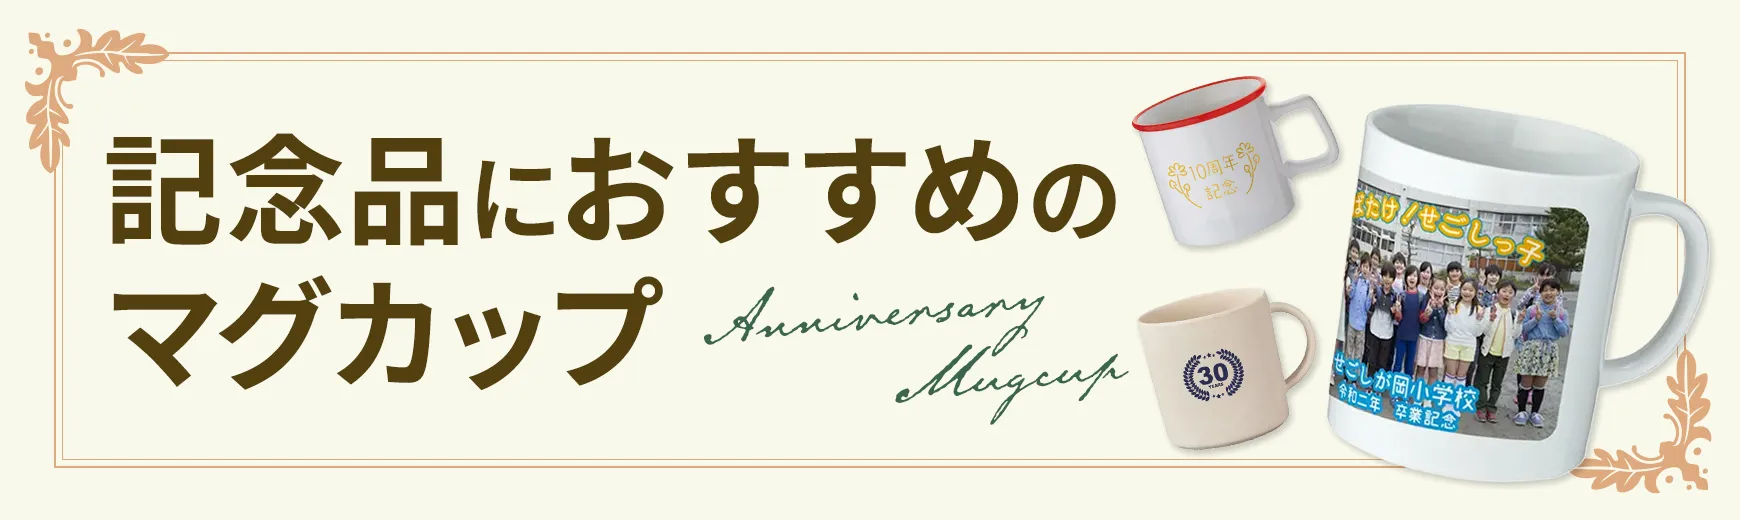 記念品におすすめの
マグカップ
Anniversary
Mugcup
10周年
記念
30
YEARS
ばたけ！せごしっ子
せごしが岡小学校
令和二年 卒業記念